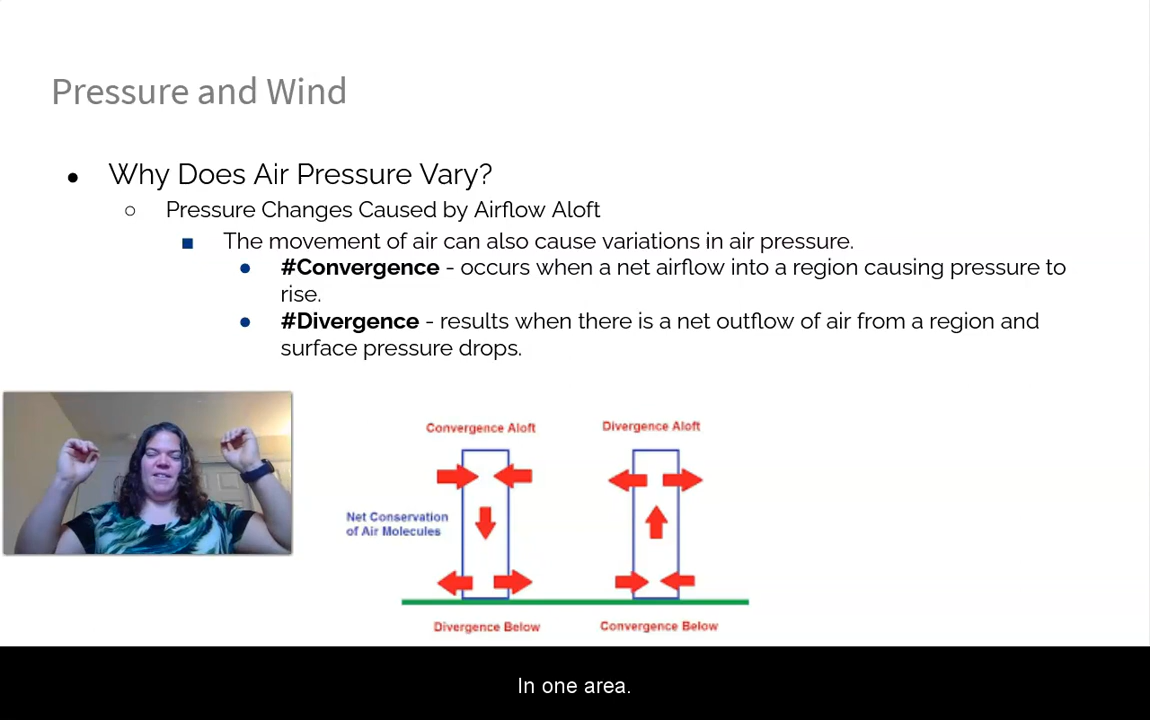 Pressure and Wind
Why Does Air Pressure Vary?
Pressure Changes Caused by Airflow Aloft
The movement of air can also cause variations in air pressure.
#Convergence - occurs when a net airflow into a region causing pressure to
rise.
#Divergence - results when there is a net outflow of air from a region and
surface pressure drops.
Convergence Aloft
Divergence Aloft
Net Conservation
of Air Molecules
Divergence Below
Convergence Below
In one area.